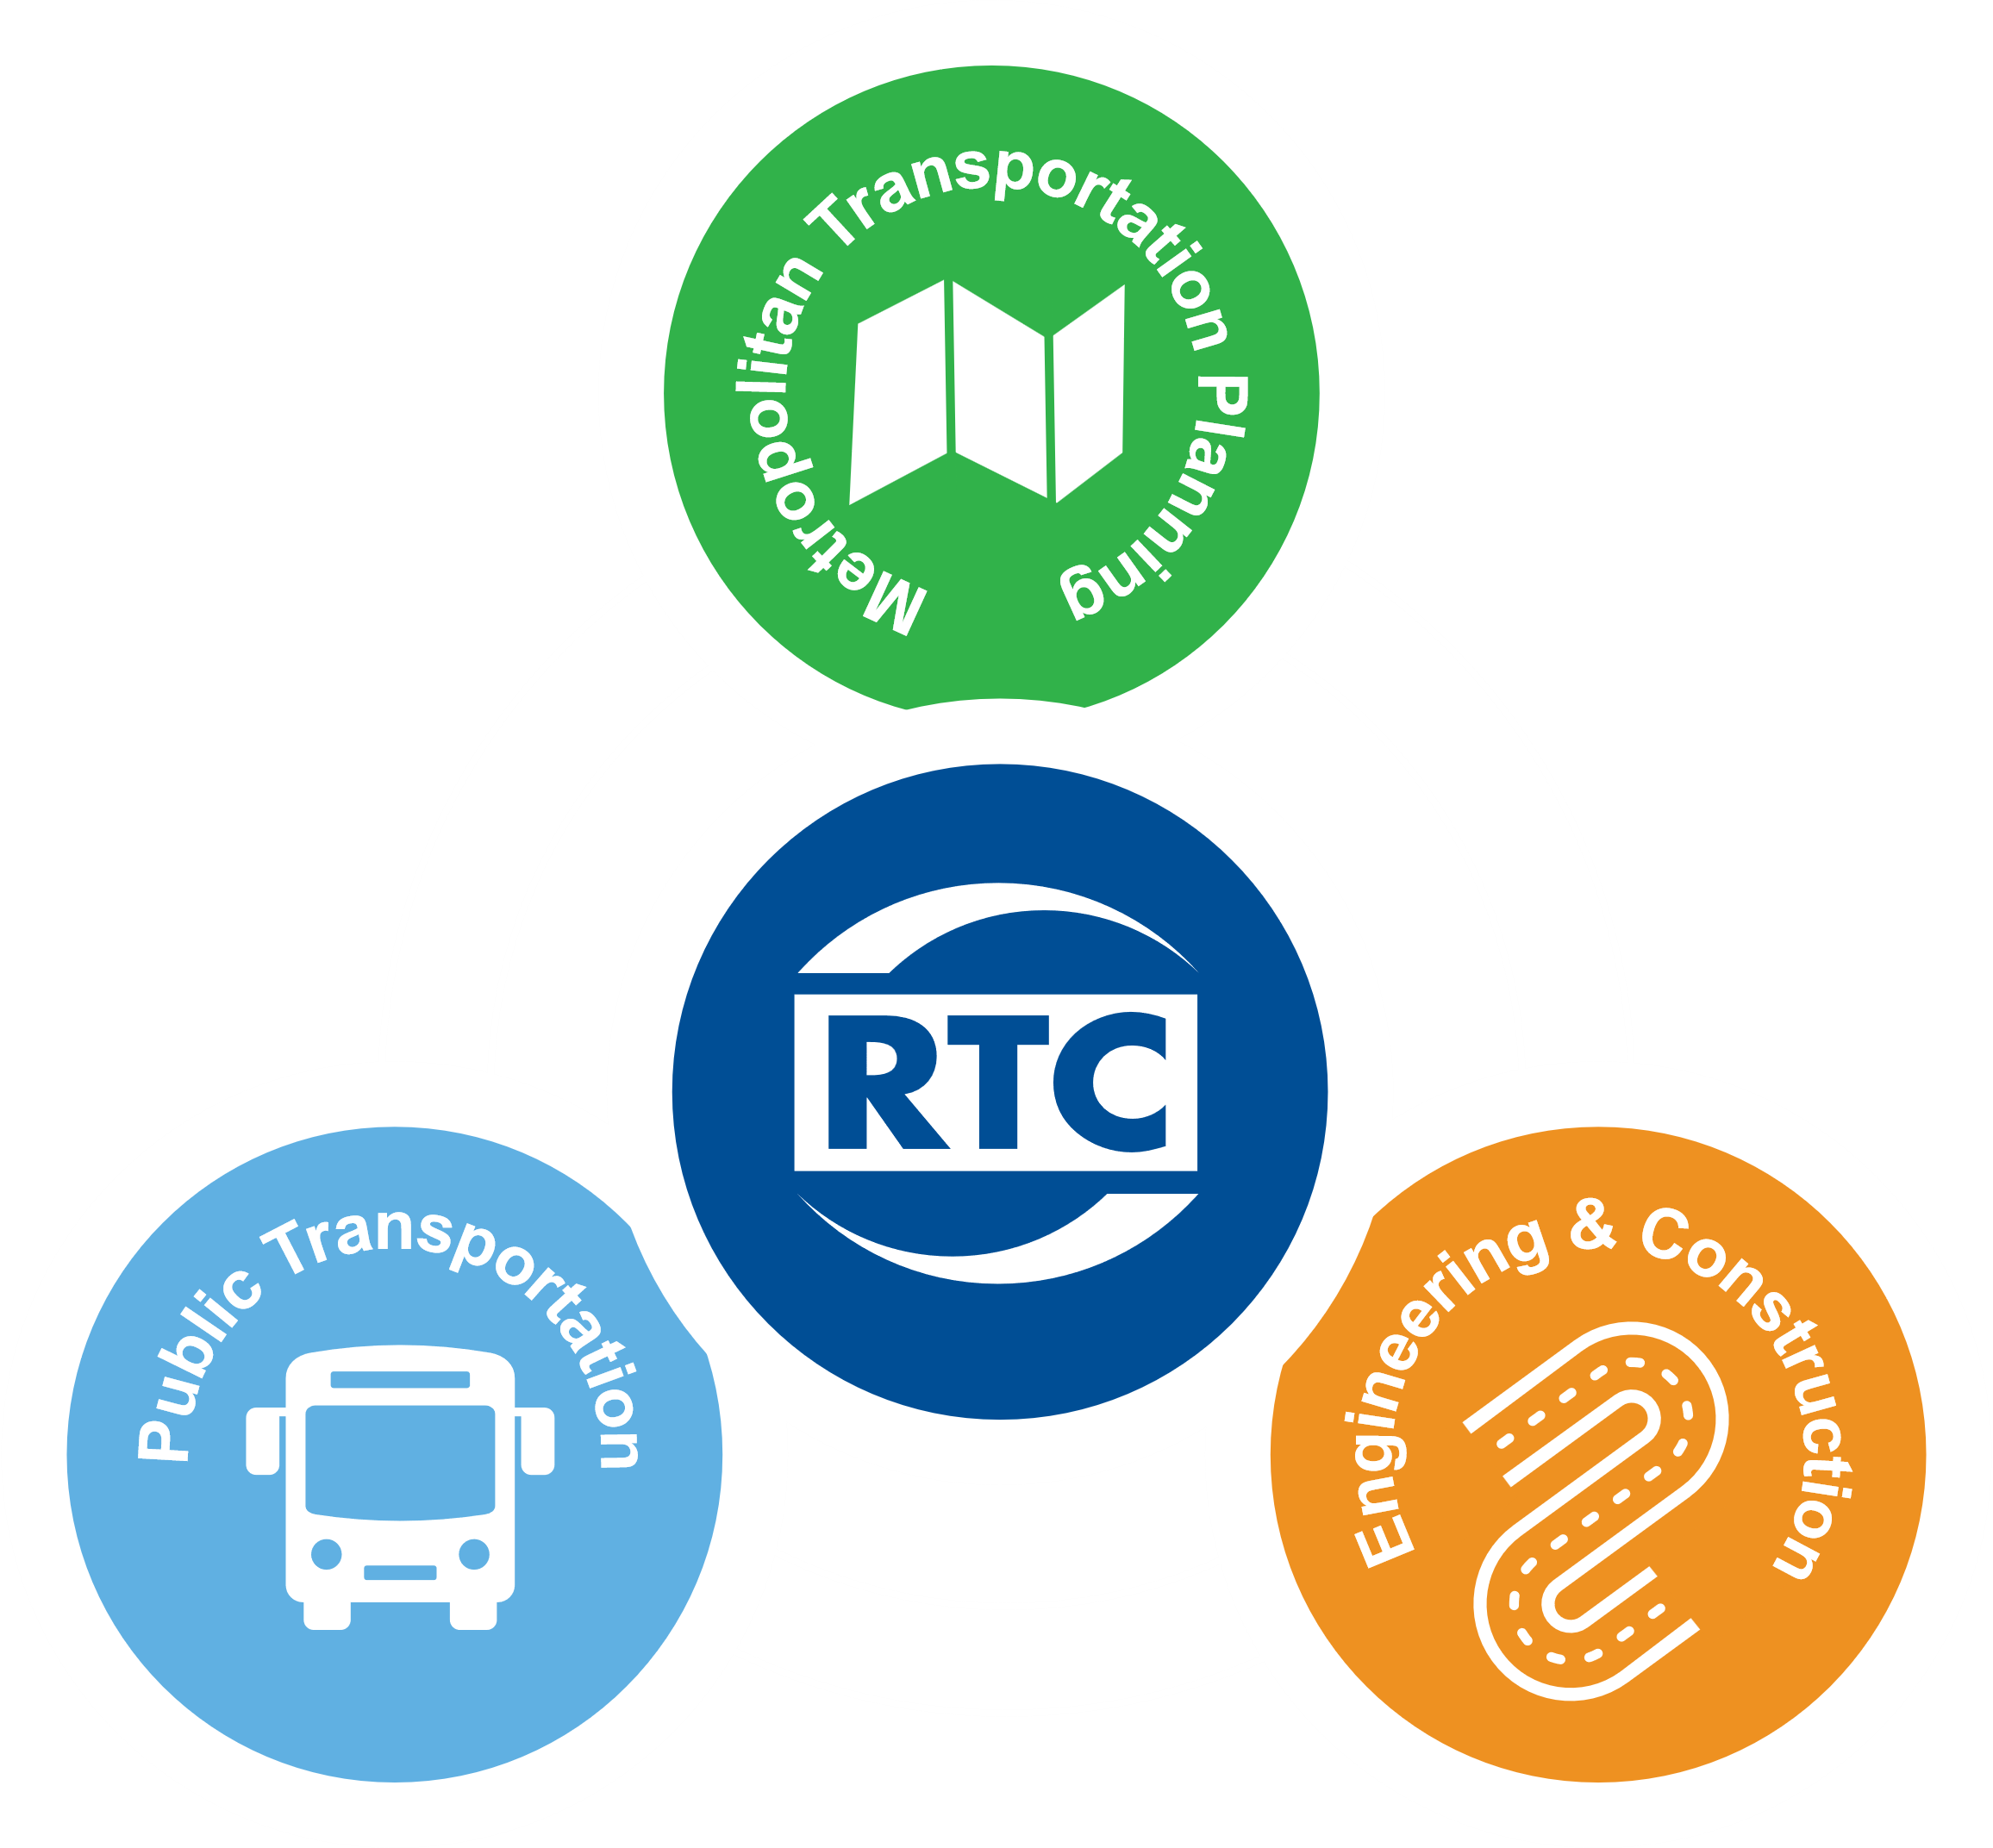 Metropolitan Transportation Planning
RTC
Public Transportation
Engineering & Construction